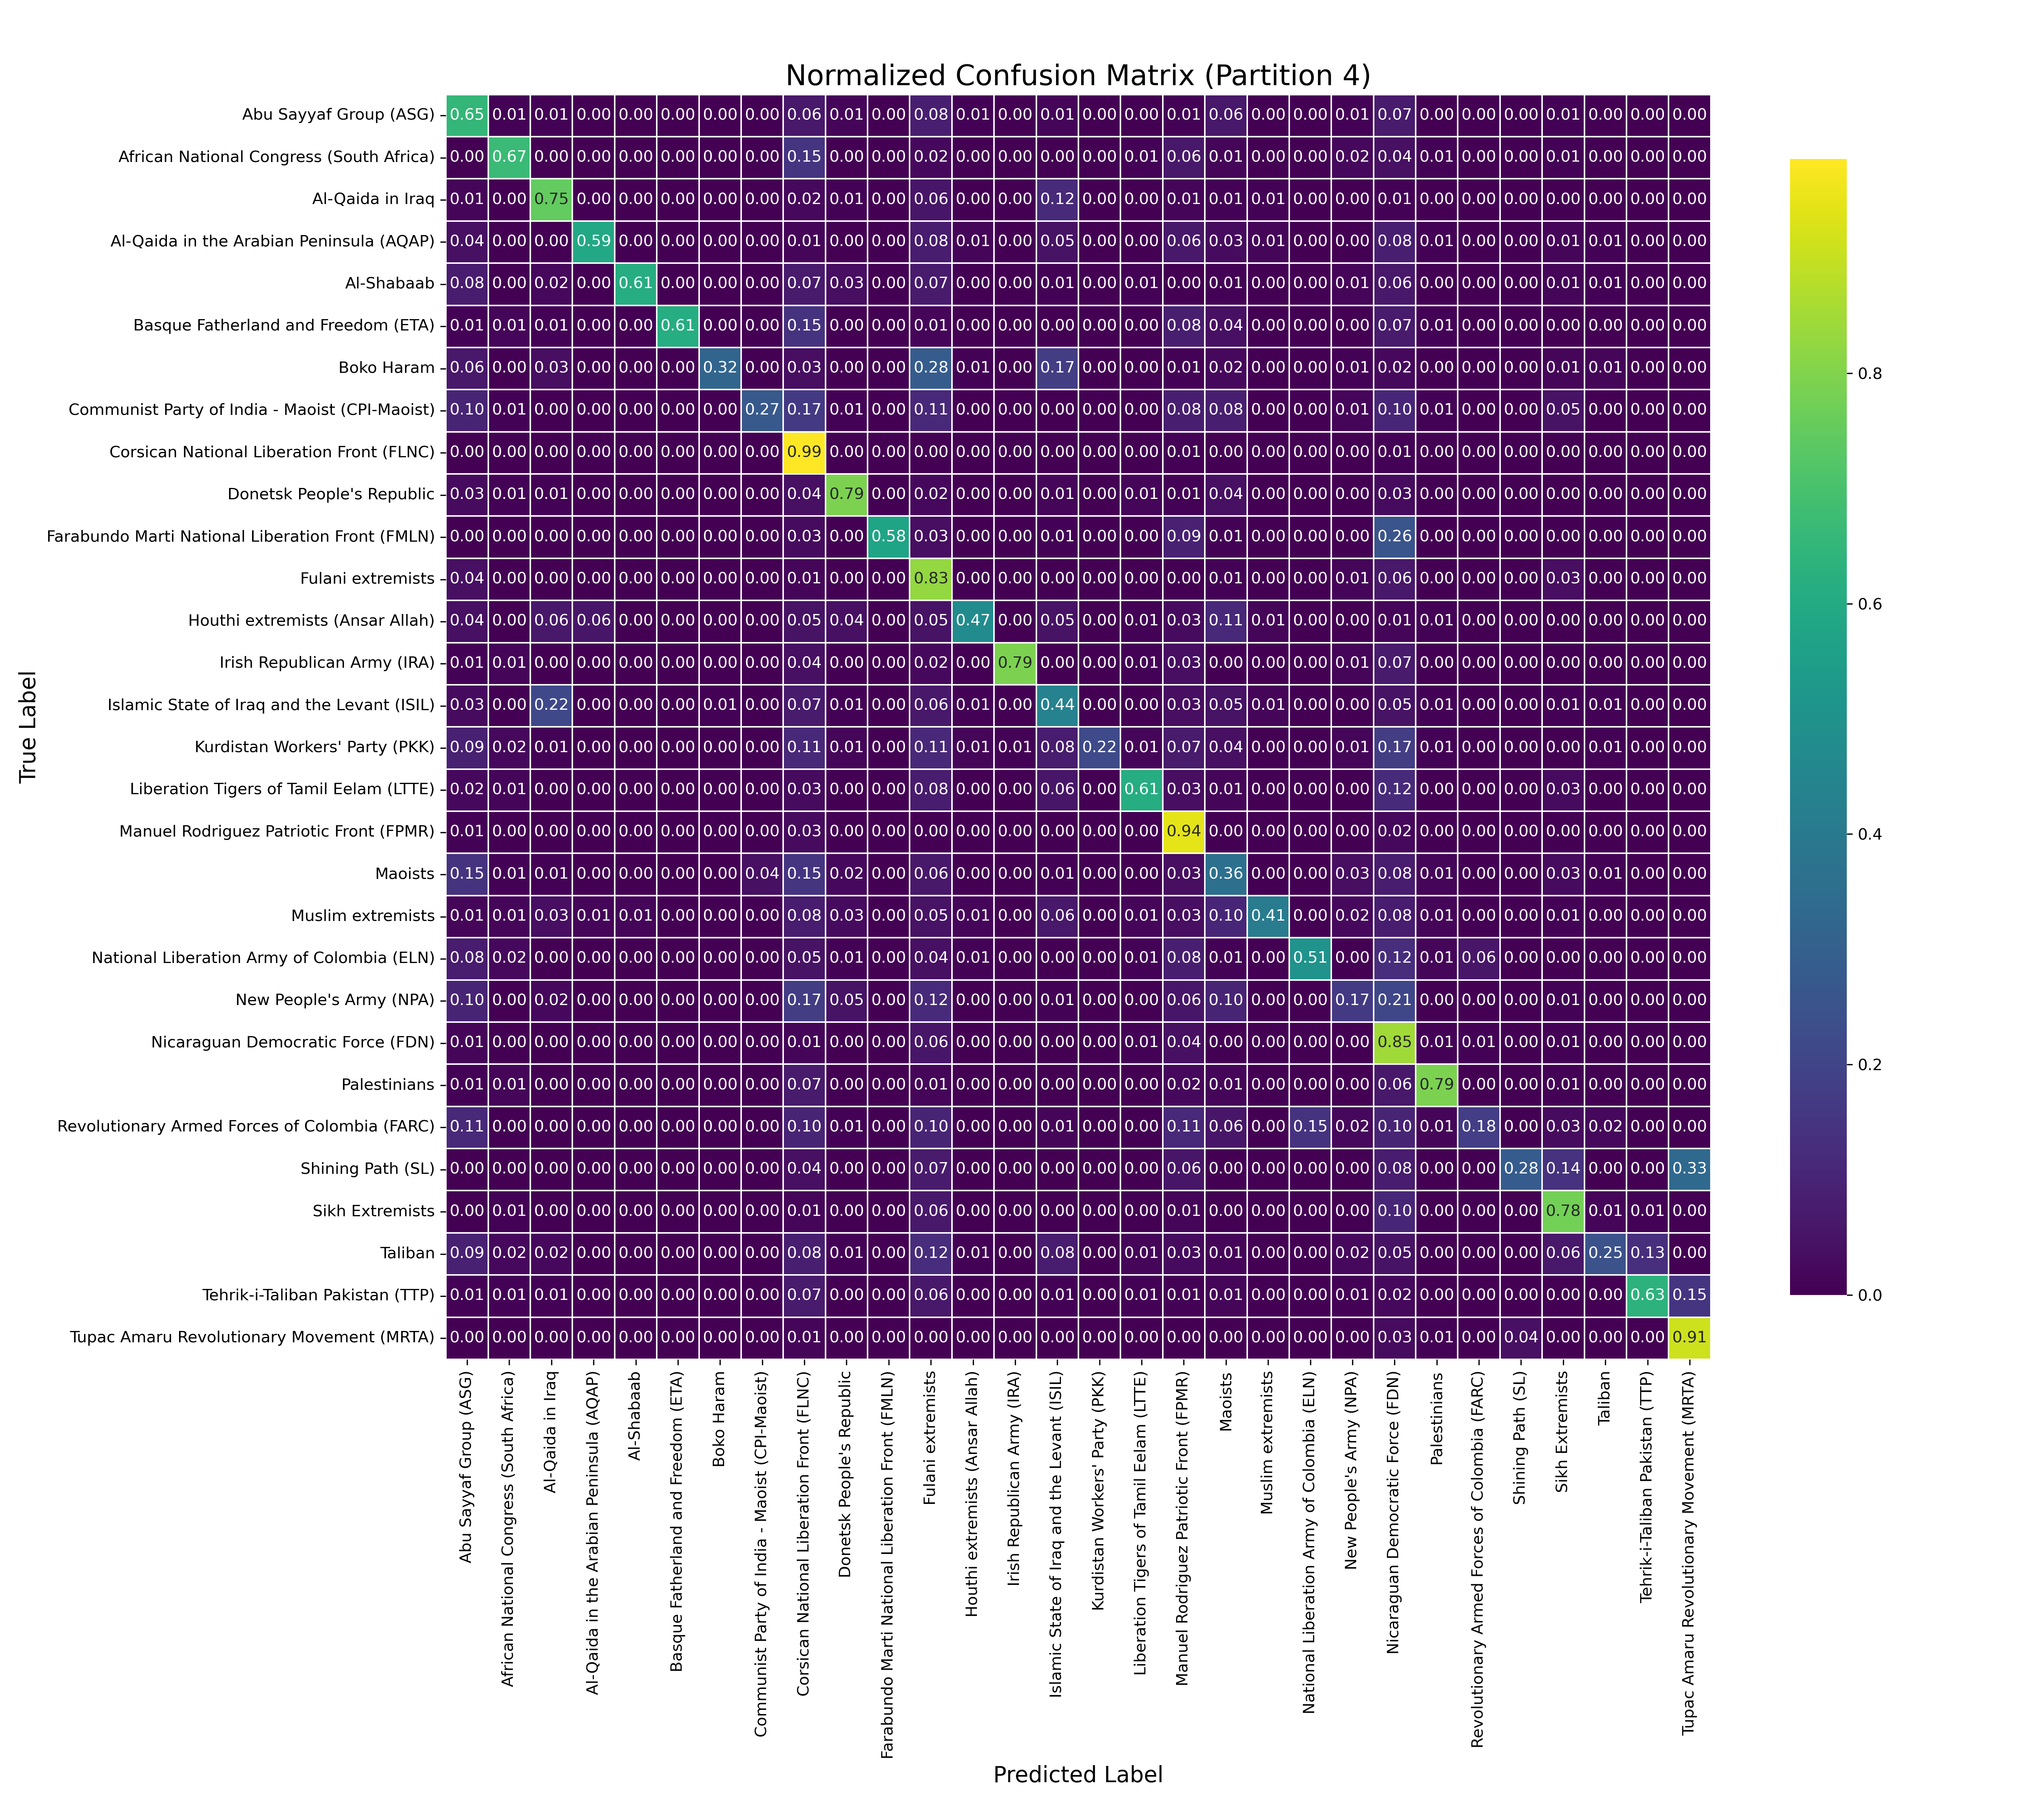 Normalized Confusion Matrix (Partition 4)
Abu Sayyaf Group (ASG) 0.65 0.01 0.01 0.00 0.00 0.00 0.00 0.00 0.06 0.01 0.00 0.08 0.01 0.00 0.01 0.00 0.00 0.01 0.06 0.00 0.00 0.01 0.07 0.00 0.00 0.00 0.01 0.00 0.00 0.00
African National Congress (South Africa) 0.00 0.67 0.00 0.00 0.00 0.00 0.00 0.00 0.15 0.00 0.00 0.02 0.00 0.00 0.00 0.00 0.01 0.06 0.01 0.00 0.00 0.02 0.04 0.01 0.00 0.00 0.01 0.00 0.00 0.00
Al-Qaida in Iraq 0.01 0.00 0.75 0.00 0.00 0.00 0.00 0.00 0.02 0.01 0.00 0.06 0.00 0.00 0.12 0.00 0.00 0.01 0.01 0.01 0.00 0.00 0.01 0.00 0.00 0.00 0.00 0.00 0.00 0.00
Al-Qaida in the Arabian Peninsula (AQAP) 0.04 0.00 0.00 0.59 0.00 0.00 0.00 0.00 0.01 0.00 0.00 0.08 0.01 0.00 0.05 0.00 0.00 0.06 0.03 0.01 0.00 0.00 0.08 0.01 0.00 0.01 0.01 0.01 0.00 0.00
Al-Shabaab 0.08 0.00 0.02 0.00 0.61 0.00 0.00 0.00 0.07 0.03 0.00 0.07 0.00 0.00 0.01 0.00 0.01 0.00 0.01 0.00 0.00 0.01 0.06 0.00 0.00 0.00 0.01 0.01 0.00 0.00
Basque Fatherland and Freedom (ETA) 0.01 0.01 0.01 0.00 0.00 0.61 0.00 0.00 0.15 0.00 0.00 0.01 0.00 0.00 0.00 0.00 0.00 0.08 0.04 0.00 0.00 0.00 0.07 0.01 0.00 0.00 0.00 0.00 0.00 0.00
Boko Haram 0.06 0.00 0.03 0.00 0.00 0.00 0.32 0.00 0.03 0.00 0.00 0.28 0.01 0.00 0.17 0.00 0.00 0.01 0.02 0.00 0.00 0.01 0.02 0.00 0.00 0.00 0.01 0.01 0.00 0.00
Communist Party of India - Maoist (CPI-Maoist) 0.10 0.01 0.00 0.00 0.00 0.00 0.00 0.27 0.17 0.01 0.00 0.11 0.00 0.00 0.00 0.00 0.00 0.08 0.08 0.00 0.00 0.01 0.10 0.01 0.00 0.00 0.05 0.00 0.00 0.00
Corsican National Liberation Front (FLNC) 0.00 0.00 0.00 0.00 0.00 0.00 0.00 0.00 0.99 0.00 0.00 0.00 0.00 0.00 0.00 0.00 0.00 0.01 0.00 0.00 0.00 0.00 0.01 0.00 0.00 0.00 0.00 0.00 0.00 0.00
Donetsk People's Republic 0.03 0.01 0.01 0.00 0.00 0.00 0.00 0.00 0.04 0.79 0.00 0.02 0.00 0.00 0.01 0.00 0.01 0.01 0.04 0.00 0.00 0.00 0.03 0.00 0.00 0.00 0.00 0.00 0.00 0.00
Farabundo Marti National Liberation Front (FMLN) 0.00 0.00 0.00 0.00 0.00 0.00 0.00 0.00 0.03 0.00 0.58 0.03 0.00 0.00 0.01 0.00 0.00 0.09 0.01 0.00 0.00 0.00 0.26 0.00 0.00 0.00 0.00 0.00 0.00 0.00
Fulani extremists 0.04 0.00 0.00 0.00 0.00 0.00 0.00 0.00 0.01 0.00 0.00 0.83 0.00 0.00 0.00 0.00 0.00 0.00 0.01 0.00 0.00 0.01 0.06 0.00 0.00 0.00 0.03 0.00 0.00 0.00
Houthi extremists (Ansar Allah) 0.04 0.00 0.06 0.06 0.00 0.00 0.00 0.00 0.05 0.04 0.00 0.05 0.47 0.00 0.05 0.00 0.01 0.03 0.11 0.01 0.00 0.00 0.01 0.01 0.00 0.00 0.00 0.00 0.00 0.00
Irish Republican Army (IRA) 0.01 0.01 0.00 0.00 0.00 0.00 0.00 0.00 0.04 0.00 0.00 0.02 0.00 0.79 0.00 0.00 0.01 0.03 0.00 0.00 0.00 0.01 0.07 0.00 0.00 0.00 0.00 0.00 0.00 0.00
Islamic State of Iraq and the Levant (ISIL) 0.03 0.00 0.22 0.00 0.00 0.00 0.01 0.00 0.07 0.01 0.00 0.06 0.01 0.00 0.44 0.00 0.00 0.03 0.05 0.01 0.00 0.00 0.05 0.01 0.00 0.00 0.01 0.01 0.00 0.00
Kurdistan Workers' Party (PKK) 0.09 0.02 0.01 0.00 0.00 0.00 0.00 0.00 0.11 0.01 0.00 0.11 0.01 0.01 0.08 0.22 0.01 0.07 0.04 0.00 0.00 0.01 0.17 0.01 0.00 0.00 0.00 0.01 0.00 0.00
Liberation Tigers of Tamil Eelam (LTTE) 0.02 0.01 0.00 0.00 0.00 0.00 0.00 0.00 0.03 0.00 0.00 0.08 0.00 0.00 0.06 0.00 0.61 0.03 0.01 0.00 0.00 0.00 0.12 0.00 0.00 0.00 0.03 0.00 0.00 0.00
Manuel Rodriguez Patriotic Front (FPMR) 0.01 0.00 0.00 0.00 0.00 0.00 0.00 0.00 0.03 0.00 0.00 0.00 0.00 0.00 0.00 0.00 0.00 0.94 0.00 0.00 0.00 0.00 0.02 0.00 0.00 0.00 0.00 0.00 0.00 0.00
Maoists 0.15 0.01 0.01 0.00 0.00 0.00 0.00 0.04 0.15 0.02 0.00 0.06 0.00 0.00 0.01 0.00 0.00 0.03 0.36 0.00 0.00 0.03 0.08 0.01 0.00 0.00 0.03 0.01 0.00 0.00
Muslim extremists 0.01 0.01 0.03 0.01 0.01 0.00 0.00 0.00 0.08 0.03 0.00 0.05 0.01 0.00 0.06 0.00 0.01 0.03 0.10 0.41 0.00 0.02 0.08 0.01 0.00 0.00 0.01 0.00 0.00 0.00
National Liberation Army of Colombia (ELN) 0.08 0.02 0.00 0.00 0.00 0.00 0.00 0.00 0.05 0.01 0.00 0.04 0.01 0.00 0.00 0.00 0.00 0.08 0.01 0.00 0.51 0.00 0.12 0.01 0.06 0.00 0.00 0.00 0.00 0.00
New People's Army (NPA) 0.10 0.00 0.02 0.00 0.00 0.00 0.00 0.00 0.17 0.05 0.00 0.12 0.00 0.00 0.01 0.00 0.00 0.06 0.10 0.00 0.00 0.17 0.21 0.00 0.00 0.00 0.01 0.00 0.00 0.00
Nicaraguan Democratic Force (FDN) 0.01 0.00 0.00 0.00 0.00 0.00 0.00 0.00 0.01 0.00 0.00 0.06 0.00 0.00 0.00 0.00 0.01 0.04 0.00 0.00 0.00 0.00 0.85 0.01 0.01 0.00 0.01 0.00 0.00 0.00
Palestinians 0.01 0.01 0.00 0.00 0.00 0.00 0.00 0.00 0.07 0.00 0.00 0.01 0.00 0.00 0.00 0.00 0.00 0.02 0.01 0.00 0.00 0.00 0.06 0.79 0.00 0.00 0.01 0.00 0.00 0.00
Revolutionary Armed Forces of Colombia (FARC) 0.11 0.00 0.00 0.00 0.00 0.00 0.00 0.00 0.10 0.01 0.00 0.10 0.00 0.00 0.01 0.00 0.00 0.11 0.06 0.00 0.15 0.02 0.10 0.01 0.18 0.00 0.03 0.02 0.00 0.00
Shining Path (SL) 0.00 0.00 0.00 0.00 0.00 0.00 0.00 0.00 0.04 0.00 0.00 0.07 0.00 0.00 0.00 0.00 0.00 0.06 0.00 0.00 0.00 0.00 0.08 0.00 0.00 0.28 0.14 0.00 0.00 0.33
Sikh Extremists 0.00 0.01 0.00 0.00 0.00 0.00 0.00 0.00 0.01 0.00 0.00 0.06 0.00 0.00 0.00 0.00 0.00 0.01 0.00 0.00 0.00 0.00 0.10 0.00 0.00 0.00 0.78 0.01 0.01 0.00
Taliban 0.09 0.02 0.02 0.00 0.00 0.00 0.00 0.00 0.08 0.01 0.00 0.12 0.01 0.00 0.08 0.00 0.01 0.03 0.01 0.00 0.00 0.02 0.05 0.00 0.00 0.00 0.06 0.25 0.13 0.00
Tehrik-i-Taliban Pakistan (TTP) 0.01 0.01 0.01 0.00 0.00 0.00 0.00 0.00 0.07 0.00 0.00 0.06 0.00 0.00 0.01 0.00 0.01 0.01 0.01 0.00 0.00 0.01 0.02 0.00 0.00 0.00 0.00 0.00 0.63 0.15
Tupac Amaru Revolutionary Movement (MRTA) 0.00 0.00 0.00 0.00 0.00 0.00 0.00 0.00 0.01 0.00 0.00 0.00 0.00 0.00 0.00 0.00 0.00 0.00 0.00 0.00 0.00 0.00 0.03 0.01 0.00 0.04 0.00 0.00 0.00 0.91
True Label
Abu Sayyaf Group (ASG)
African National Congress (South Africa)
Al-Qaida in Iraq
Al-Qaida in the Arabian Peninsula (AQAP)
Al-Shabaab
Basque Fatherland and Freedom (ETA)
Boko Haram
Communist Party of India - Maoist (CPI-Maoist)
Corsican National Liberation Front (FLNC)
Donetsk People's Republic
Farabundo Marti National Liberation Front (FMLN)
Fulani extremists
Houthi extremists (Ansar Allah)
Irish Republican Army (IRA)
Islamic State of Iraq and the Levant (ISIL)
Kurdistan Workers' Party (PKK)
Liberation Tigers of Tamil Eelam (LTTE)
Manuel Rodriguez Patriotic Front (FPMR)
Maoists
Muslim extremists
National Liberation Army of Colombia (ELN)
New People's Army (NPA)
Nicaraguan Democratic Force (FDN)
Palestinians
Revolutionary Armed Forces of Colombia (FARC)
Shining Path (SL)
Sikh Extremists
Taliban
Tehrik-i-Taliban Pakistan (TTP)
Tupac Amaru Revolutionary Movement (MRTA)
Predicted Label
0.8
0.6
0.4
0.2
0.0